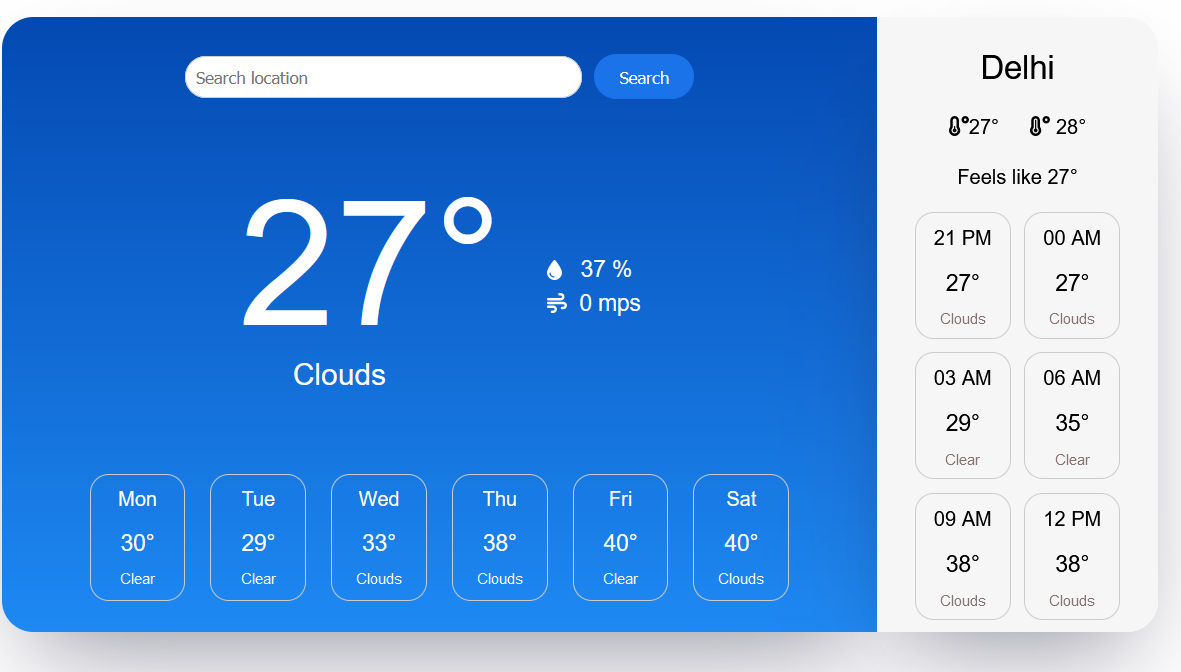 Search location
Search
27°
37 %
0 mps
Clouds
Mon
30°
Clear
Tue
29°
Clear
Wed
33°
Clouds
Thu
38°
Clouds
Fri
40°
Clear
Sat
40°
Clouds
Delhi
27° 28°
Feels like 27°
21 PM
27°
Clouds
00 AM
27°
Clouds
03 AM
29°
Clear
06 AM
35°
Clear
09 AM
38°
Clouds
12 PM
38°
Clouds